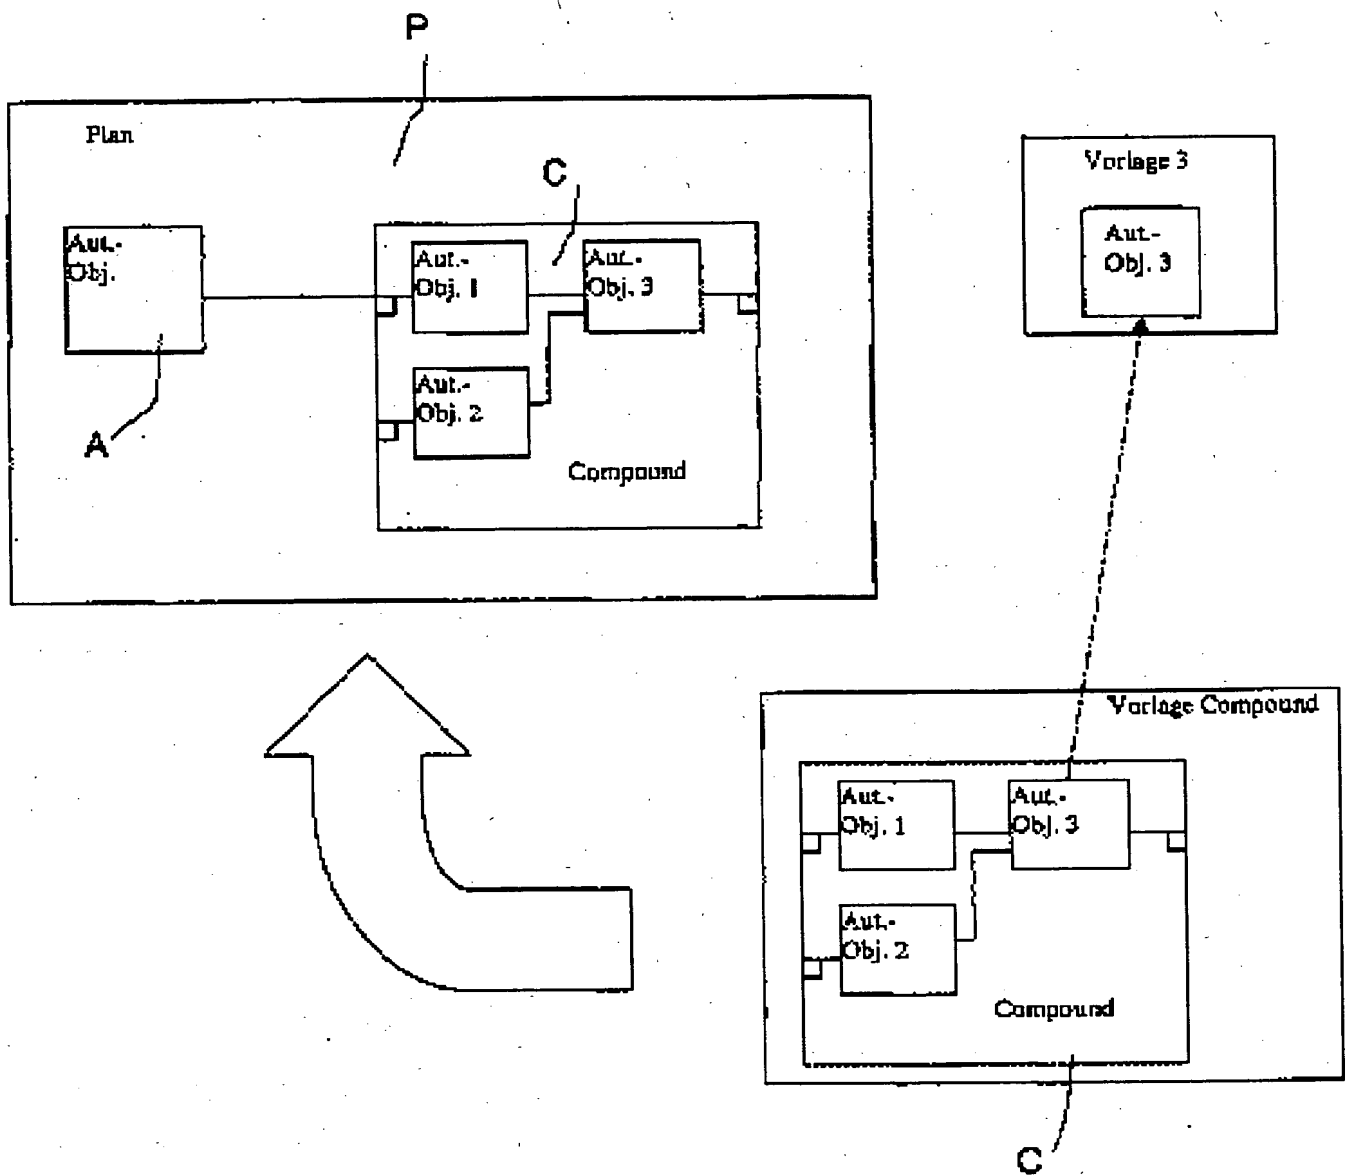 P
Plan
C
Aut.-
Obj.
Aut.-
Obj. 1
Aut.-
Obj. 3
Aut.-
Obj. 2
Compound
A
Vorlage 3
Aut.-
Obj. 3
Vorlage Compound
Aut.-
Obj. 1
Aut.-
Obj. 3
Aut.-
Obj. 2
Compound
C